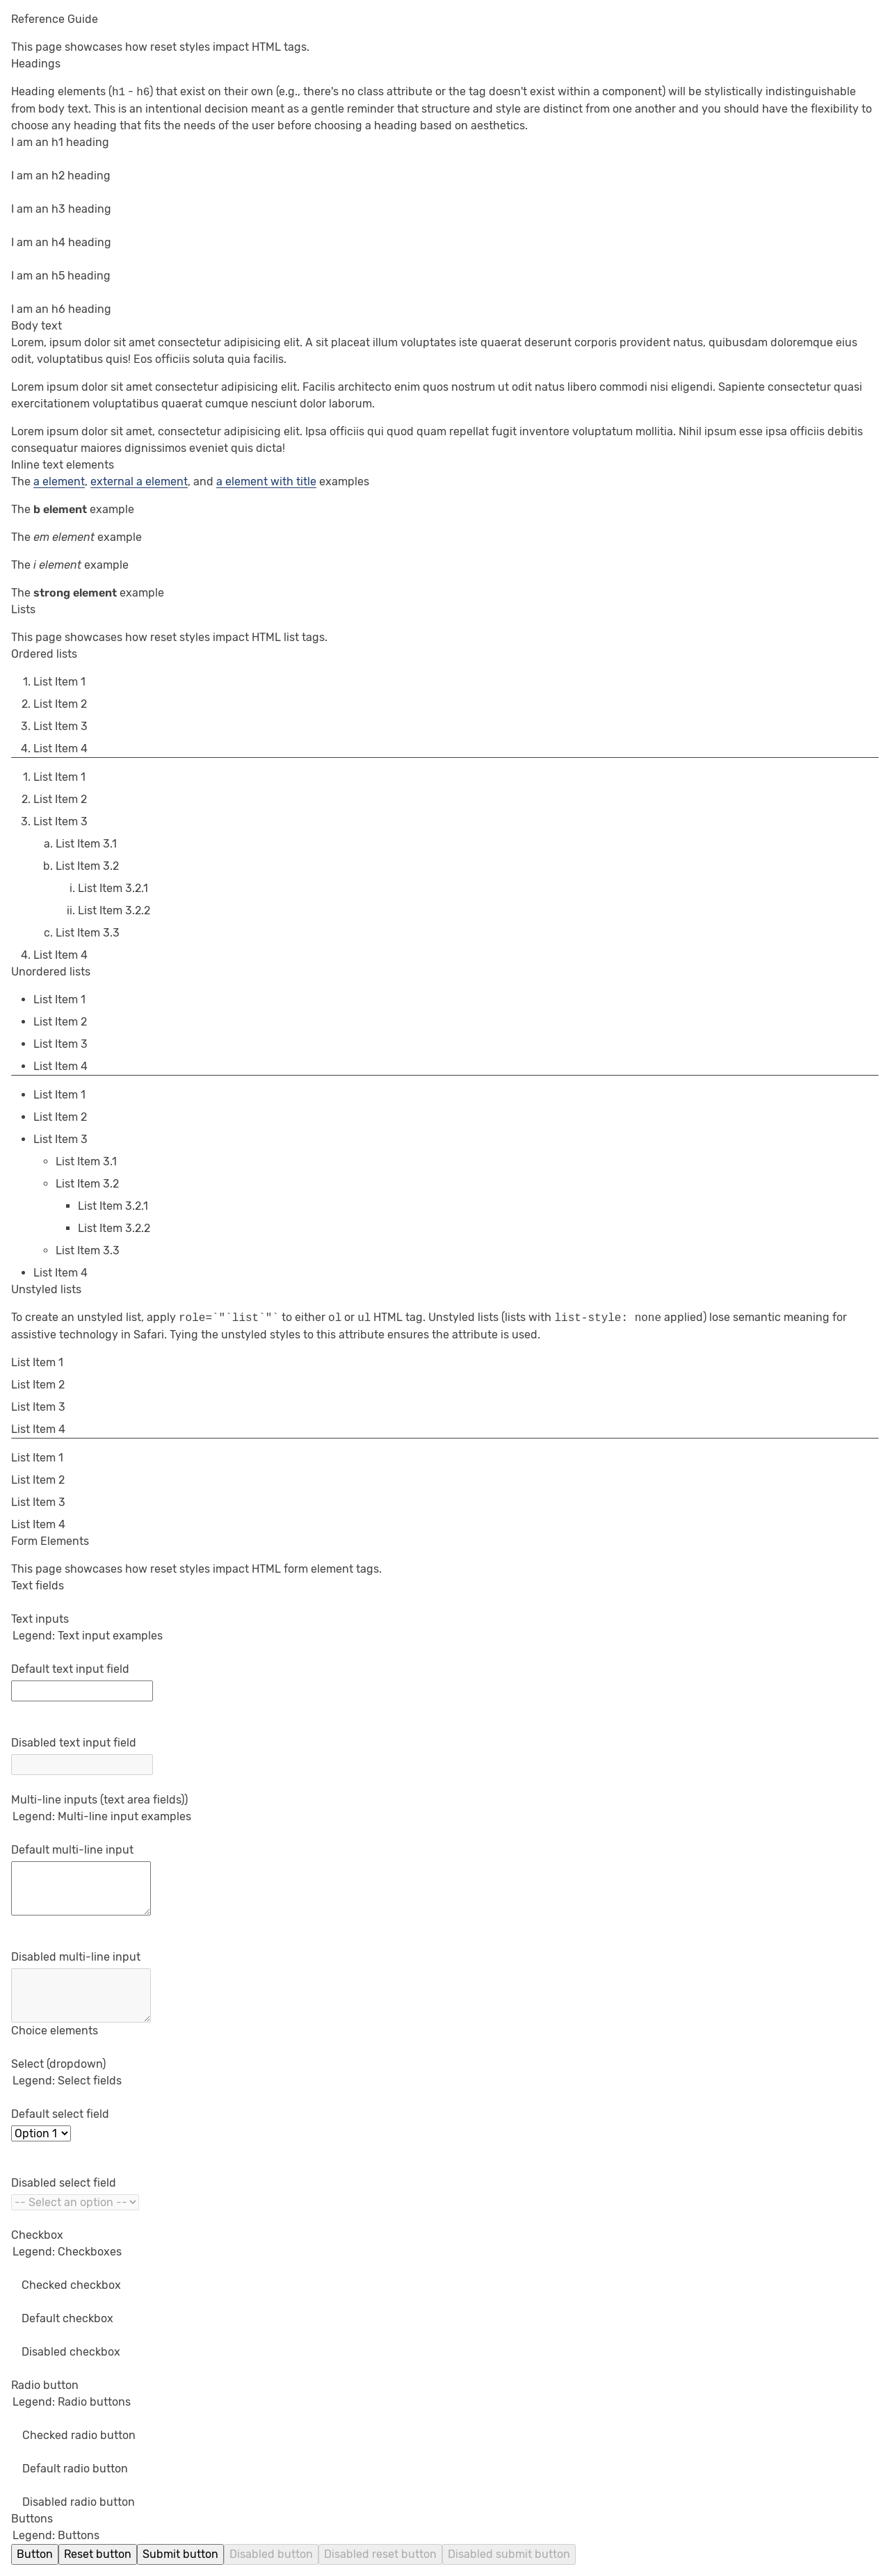 Reference Guide
This page showcases how reset styles impact HTML tags.
Headings
Heading elements (h1 - h6) that exist on their own (e.g., there's no class attribute or the tag doesn't exist within a component) will be stylistically indistinguishable
from body text. This is an intentional decision meant as a gentle reminder that structure and style are distinct from one another and you should have the flexibility to
choose any heading that fits the needs of the user before choosing a heading based on aesthetics.
I am an h1 heading
I am an h2 heading
I am an h3 heading
I am an h4 heading
I am an h5 heading
I am an h6 heading
Body text
Lorem, ipsum dolor sit amet consectetur adipisicing elit. A sit placeat illum voluptates iste quaerat deserunt corporis provident natus, quibusdam doloremque eius
odit, voluptatibus quis! Eos officiis soluta quia facilis.
Lorem ipsum dolor sit amet consectetur adipisicing elit. Facilis architecto enim quos nostrum ut odit natus libero commodi nisi eligendi. Sapiente consectetur quasi
exercitationem voluptatibus quaerat cumque nesciunt dolor laborum.
Lorem ipsum dolor sit amet, consectetur adipisicing elit. Ipsa officiis qui quod quam repellat fugit inventore voluptatum mollitia. Nihil ipsum esse ipsa officiis debitis
consequatur maiores dignissimos eveniet quis dicta!
Inline text elements
The a element, external a element, and a element with title examples
The b element example
The em element example
The i element example
The strong element example
Lists
This page showcases how reset styles impact HTML list tags.
Ordered lists
1. List Item 1
2. List Item 2
3. List Item 3
4. List Item 4
1. List Item 1
2. List Item 2
3. List Item 3
a. List Item 3.1
b. List Item 3.2
i. List Item 3.2.1
ii. List Item 3.2.2
c. List Item 3.3
4. List Item 4
Unordered lists
• List Item 1
• List Item 2
• List Item 3
• List Item 4
• List Item 1
• List Item 2
• List Item 3
◦ List Item 3.1
◦ List Item 3.2
▪ List Item 3.2.1
▪ List Item 3.2.2
◦ List Item 3.3
• List Item 4
Unstyled lists
To create an unstyled list, apply role=`"`list`"` to either ol or ul HTML tag. Unstyled lists (lists with list-style: none applied) lose semantic meaning for
assistive technology in Safari. Tying the unstyled styles to this attribute ensures the attribute is used.
List Item 1
List Item 2
List Item 3
List Item 4
List Item 1
List Item 2
List Item 3
List Item 4
Form Elements
This page showcases how reset styles impact HTML form element tags.
Text fields
Text inputs
Legend: Text input examples
Default text input field
Disabled text input field
Multi-line inputs (text area fields))
Legend: Multi-line input examples
Default multi-line input
Disabled multi-line input
Choice elements
Select (dropdown)
Legend: Select fields
Default select field
Option 1
Disabled select field
-- Select an option --
Checkbox
Legend: Checkboxes
Checked checkbox
Default checkbox
Disabled checkbox
Radio button
Legend: Radio buttons
Checked radio button
Default radio button
Disabled radio button
Buttons
Legend: Buttons
Button Reset button Submit button Disabled button Disabled reset button Disabled submit button